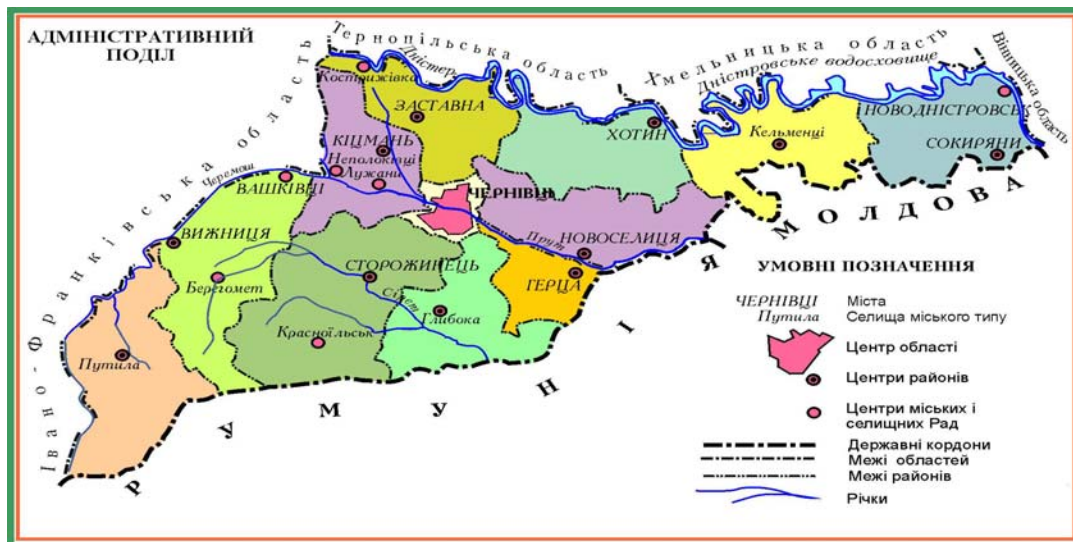 АДМІНІСТРАТИВНИЙ
ПОДІЛ
Тернопільська область
Хмельницька область
Вінницька область
Івано-Франківська область
Дністровське водосховище
Дністер
Кострижівка
ЗАСТАВНА
ХОТИН
Кельменці
НОВОДНІСТРОВСЬК
СОКИРЯНИ
КІЦМАНЬ
Неполоківці
Лужани
Черемош
ВАШКІВЦІ
ЧЕРНІВЦІ
МОЛДОВА
ВИЖНИЦЯ
Прут
НОВОСЕЛИЦЯ
СТОРОЖИНЕЦЬ
ГЕРЦА
Берегомет
Сірет
Глибока
Красноїльськ
Путила
РУМУНІЯ
УМОВНІ ПОЗНАЧЕННЯ
ЧЕРНІВЦІ Міста
Путила Селища міського типу
Центр області
Центри районів
Центри міських і
селищних Рад
Державні кордони
Межі областей
Межі районів
Річки